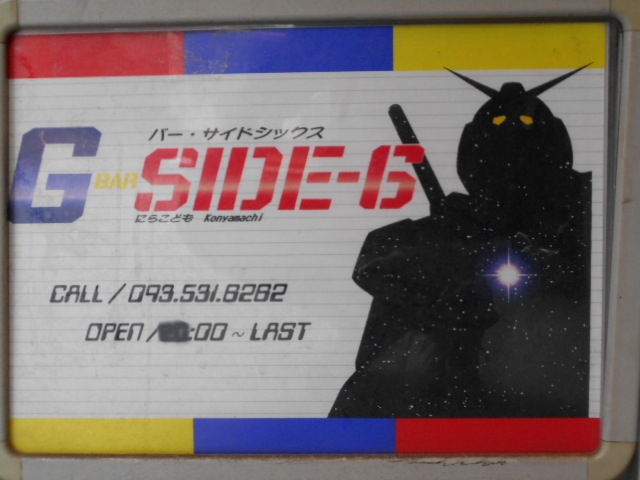 バー・サイドシックス
G BAR SIDE-6
にらこども Konyamachi
CALL/093.531.8282
OPEN/ :00~LAST